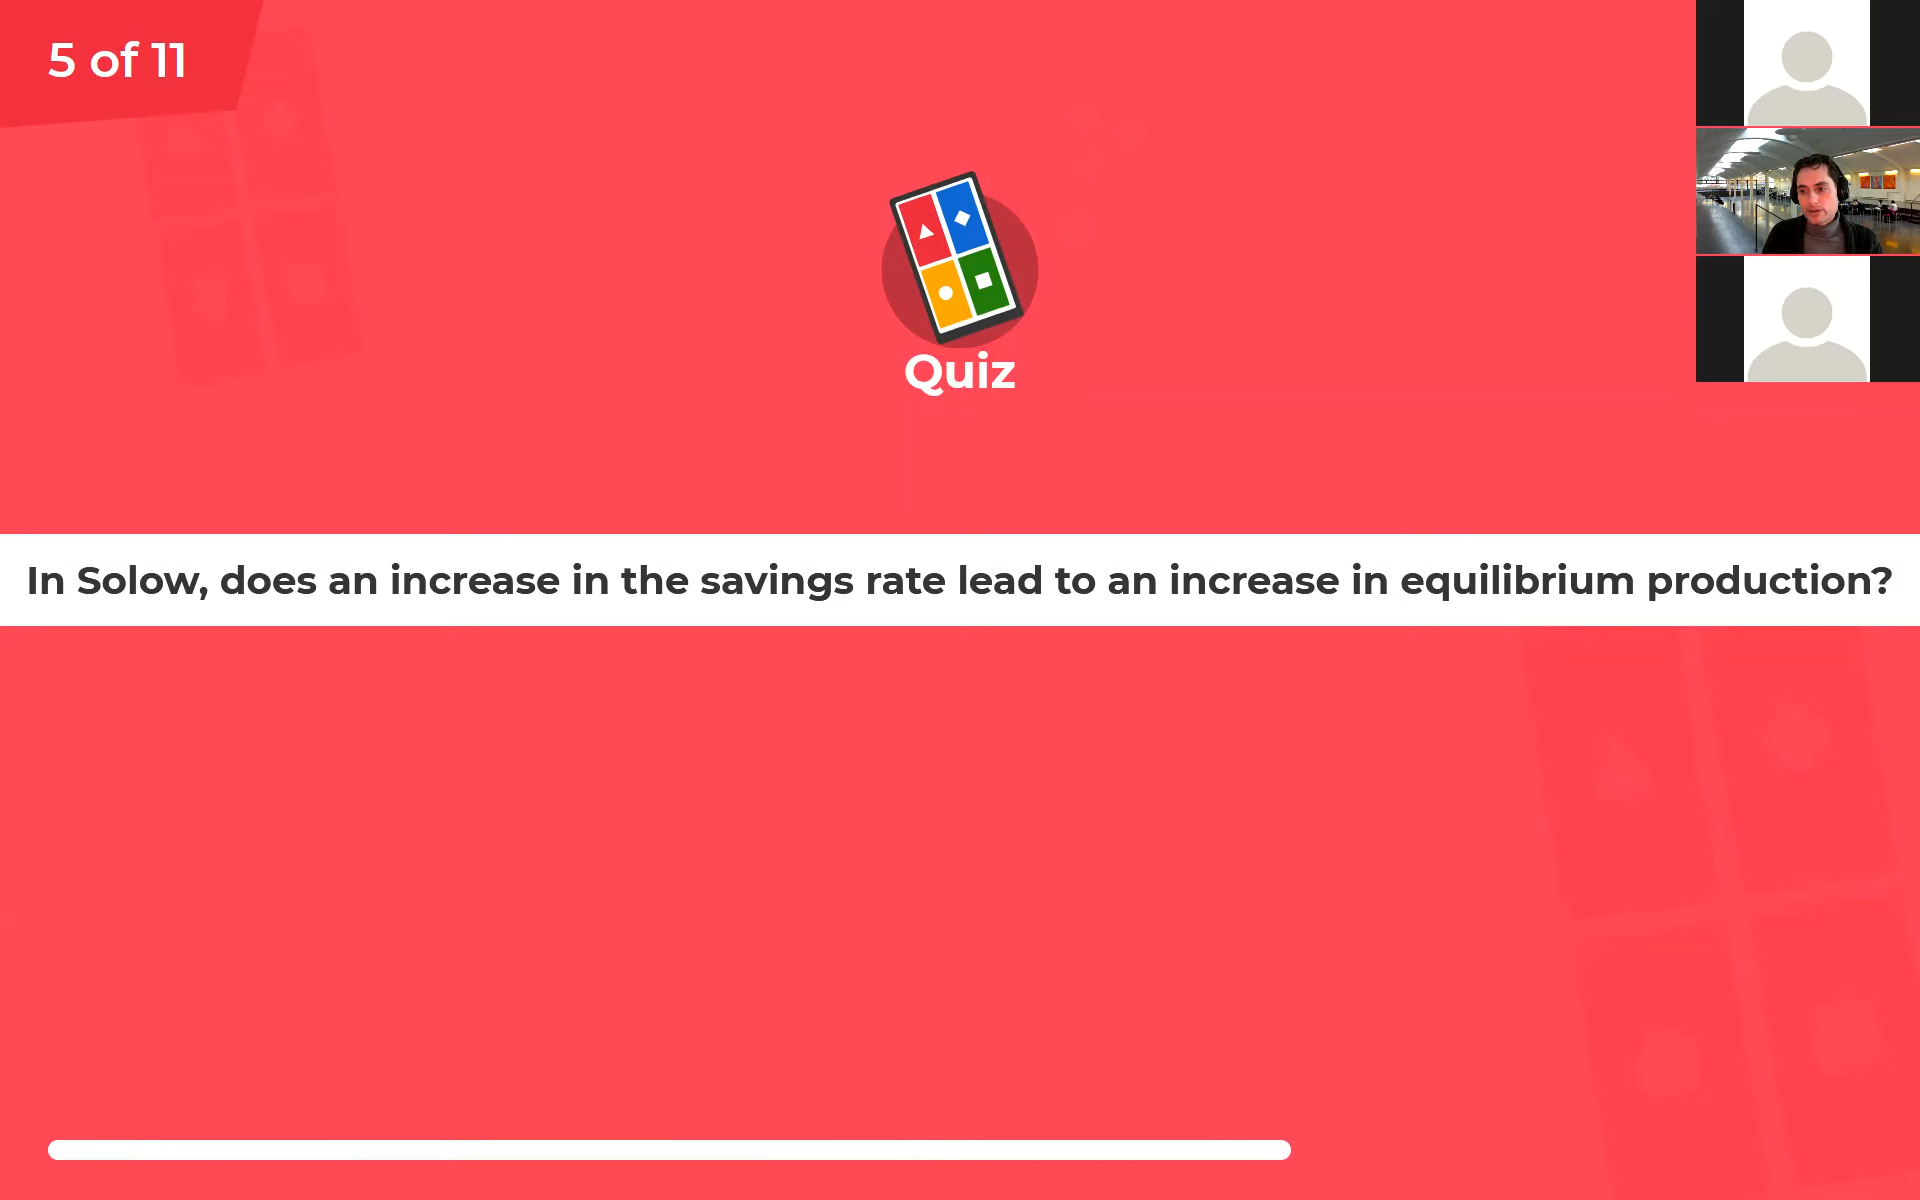 5 of 11
Quiz
In Solow, does an increase in the savings rate lead to an increase in equilibrium production?